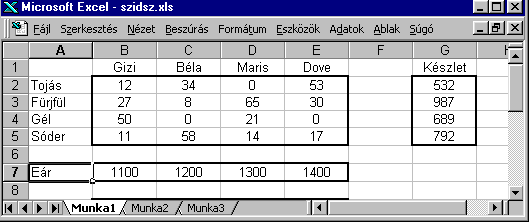 Microsoft Excel - szidsz.xls
Fájl Szerkesztés Nézet Beszúrás Formátum Eszközök Adatok Ablak Súgó
A B C D E F G H
1 Gizi Béla Maris Dove Készlet
2 Tojás 12 34 0 53 532
3 Fürjfül 27 8 65 30 987
4 Gél 50 0 21 0 689
5 Sóder 11 58 14 17 792
6
7 Eár 1100 1200 1300 1400
8
Munka1 Munka2 Munka3